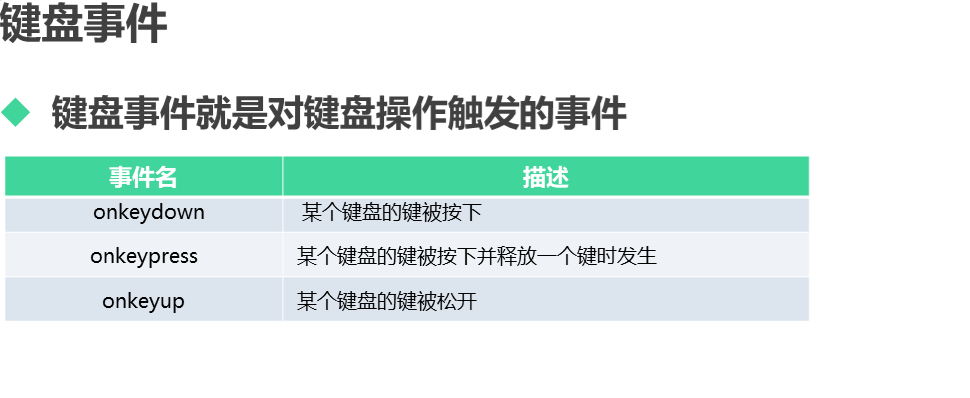 键盘事件
键盘事件就是对键盘操作触发的事件
事件名 描述
onkeydown 某个键盘的键被按下
onkeypress 某个键盘的键被按下并释放一个键时发生
onkeyup 某个键盘的键被松开